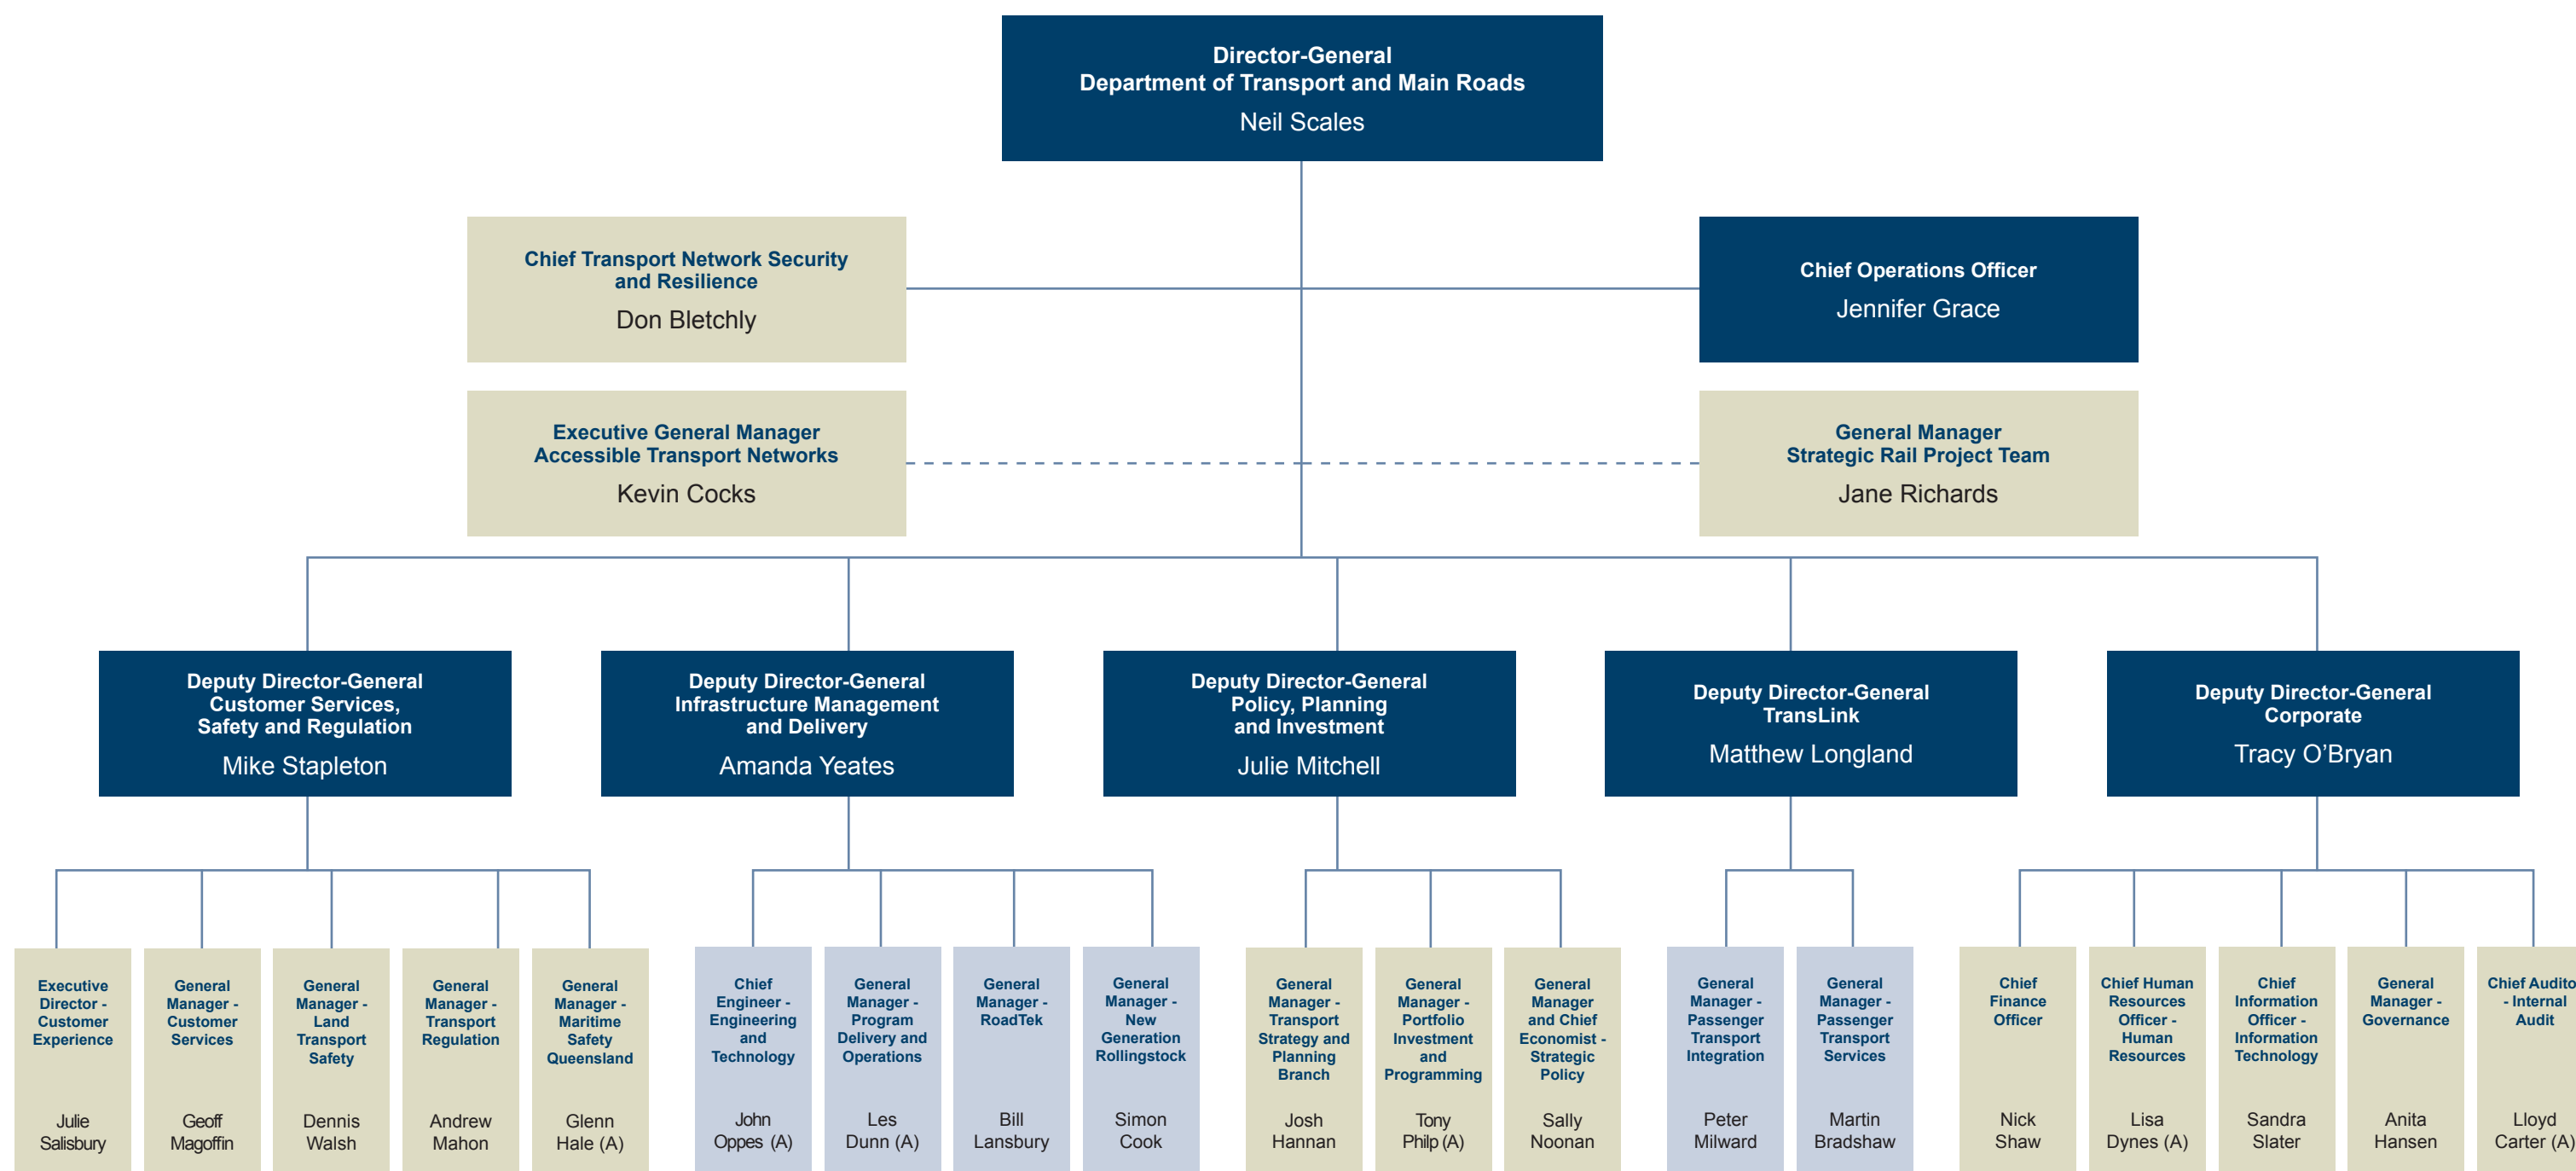 Director-General
Department of Transport and Main Roads
Neil Scales
Chief Transport Network Security
and Resilience
Don Bletchly
Chief Operations Officer
Jennifer Grace
Executive General Manager
Accessible Transport Networks
Kevin Cocks
General Manager
Strategic Rail Project Team
Jane Richards
Deputy Director-General
Customer Services,
Safety and Regulation
Mike Stapleton
Deputy Director-General
Infrastructure Management
and Delivery
Amanda Yeates
Deputy Director-General
Policy, Planning
and Investment
Julie Mitchell
Deputy Director-General
TransLink
Matthew Longland
Deputy Director-General
Corporate
Tracy O’Bryan
Executive
Director -
Customer
Experience
Julie
Salisbury
General
Manager -
Customer
Services
Geoff
Magoffin
General
Manager -
Land
Transport
Safety
Dennis
Walsh
General
Manager -
Transport
Regulation
Andrew
Mahon
General
Manager -
Maritime
Safety
Queensland
Glenn
Hale (A)
Chief
Engineer -
Engineering
and
Technology
John
Oppes (A)
General
Manager -
Program
Delivery and
Operations
Les
Dunn (A)
General
Manager -
RoadTek
Bill
Lansbury
General
Manager -
New
Generation
Rollingstock
Simon
Cook
General
Manager -
Transport
Strategy and
Planning
Branch
Josh
Hannan
General
Manager -
Portfolio
Investment
and
Programming
Tony
Philp (A)
General
Manager
and Chief
Economist -
Strategic
Policy
Sally
Noonan
General
Manager -
Passenger
Transport
Integration
Peter
Milward
General
Manager -
Passenger
Transport
Services
Martin
Bradshaw
Chief
Finance
Officer
Nick
Shaw
Chief Human
Resources
Officer -
Human
Resources
Lisa
Dynes (A)
Chief
Information
Officer -
Information
Technology
Sandra
Slater
General
Manager -
Governance
Anita
Hansen
Chief Audito
- Internal
Audit
Lloyd
Carter (A)